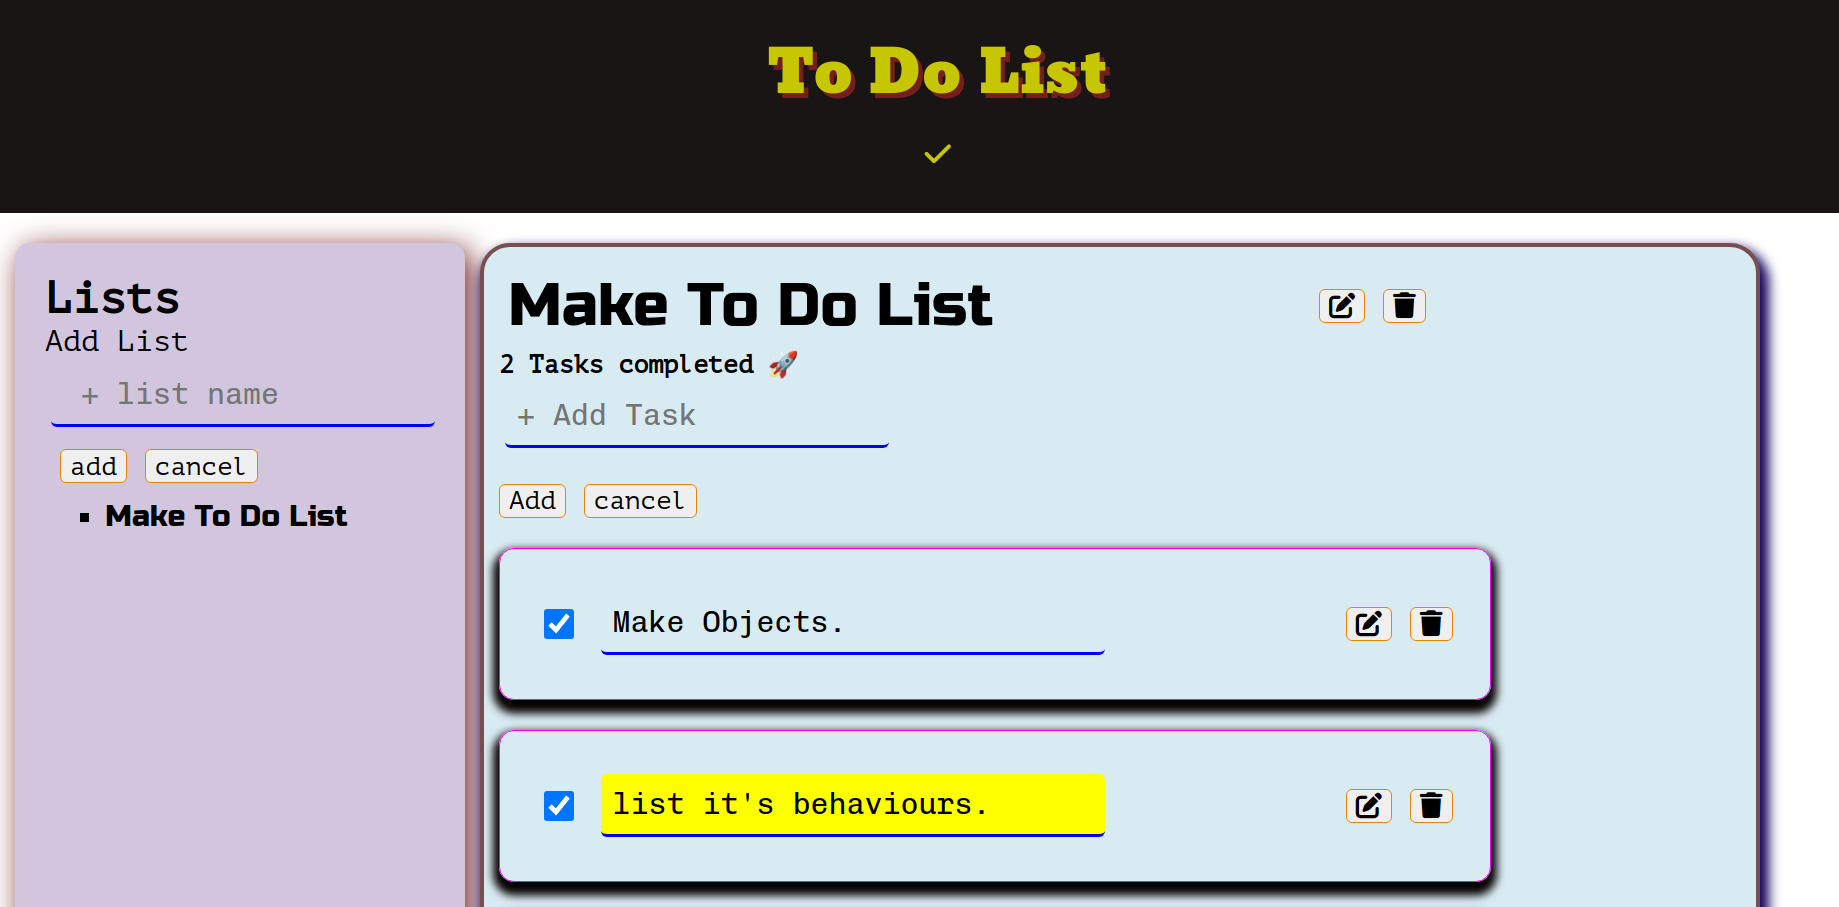 To Do List
Lists
Add List
+ list name
add cancel
Make To Do List
Make To Do List
2 Tasks completed 🚀
+ Add Task
Add cancel
Make Objects.
list it's behaviours.